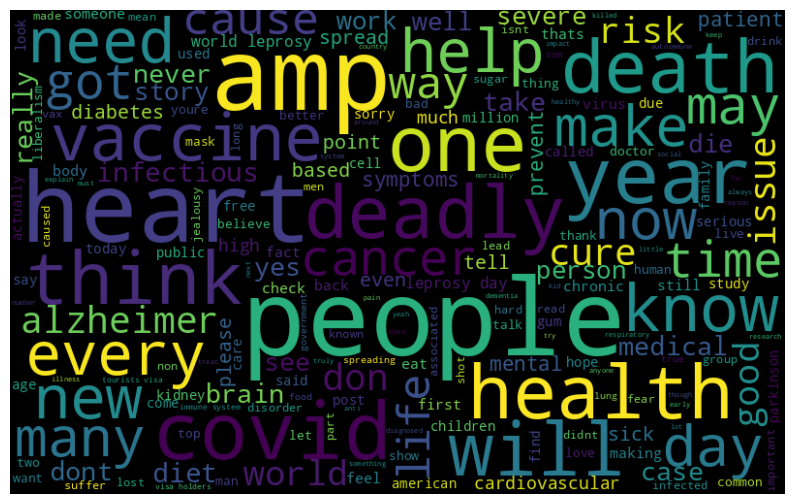 made
someone
mean
look
need
cause
work
well
severe
isnt
thats
killed
impact
son
autoimmune
keep
drink
risk
patient
country
used
world leprosy
spread
help
death
got
never
story
amp
way
sugar
thing
healthy
virus
due
really
liberalism
vax
diabetes
youre
sorry
bad
take
make
may
vaccine
mask
better
around
much
million
one
year
die
body
point
cell
prevent
called
doctor
social
infectious
based
symptoms
system
mortality
family
always
reason
issue
explain
must
men
now
serious
live
actually
caused
heart
jealousy
free
believe
deadly
thank
today
public
high
fact
cancer
lead
tell
cure
time
say
think
yes
even
person
human
little
check
back
leprosy day
chronic
still
study
number
next
pain
dementia
kid
hard
read
know
alzheimer
please
care
people
government
yeah
talk
gum
respiratory
research
associated
try
medical
true
anyone
every
non
known
spreading
see
shot
mental
hope
group
treat
truly
eat
lung
fear
early
though
illness
tourists visa
don
said
brain
health
good
parkinson
important
age
new
come
kidney
disorder
immune system
food
anti
post
first
life
many
covid
let
part
diagnosed
children
will
didnt
lot
day
two
want
top
man
show
find
sick
love
making
dont
diet
world
feel
something
case
suffer
lost
visa holders
american
cardiovascular
infected
common